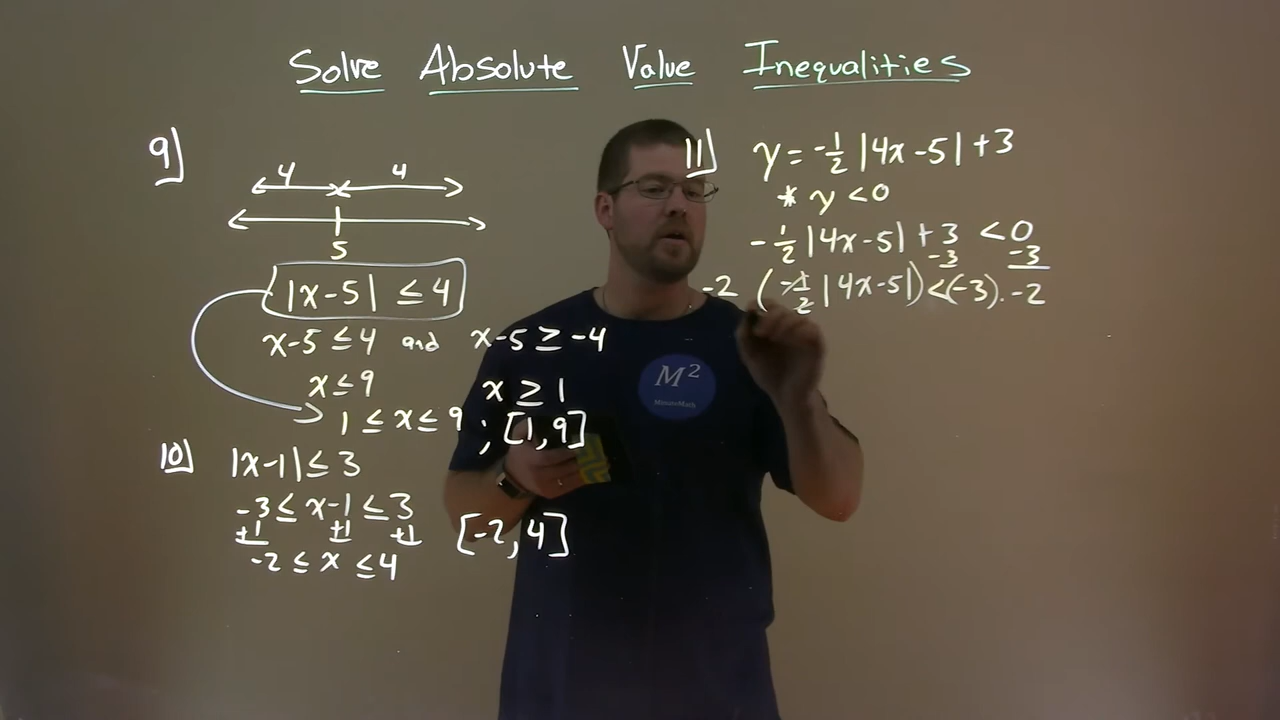 Solve Absolute Value Inequalities
9]
4 4
5
|x-5| ≤ 4
x-5 ≤ 4 and x-5 ≥ -4
x ≤ 9 x ≥ 1
1 ≤ x ≤ 9 ; [1,9]
10] |x-1| ≤ 3
-3 ≤ x-1 ≤ 3
+1 +1 +1
-2 ≤ x ≤ 4 [-2,4]
11] y = -1/2 |4x-5| +3
* y < 0
-1/2 |4x-5| +3 < 0
-3 -3
-2 (-1/2 |4x-5|) < (-3) · -2
M²
MinuteMath